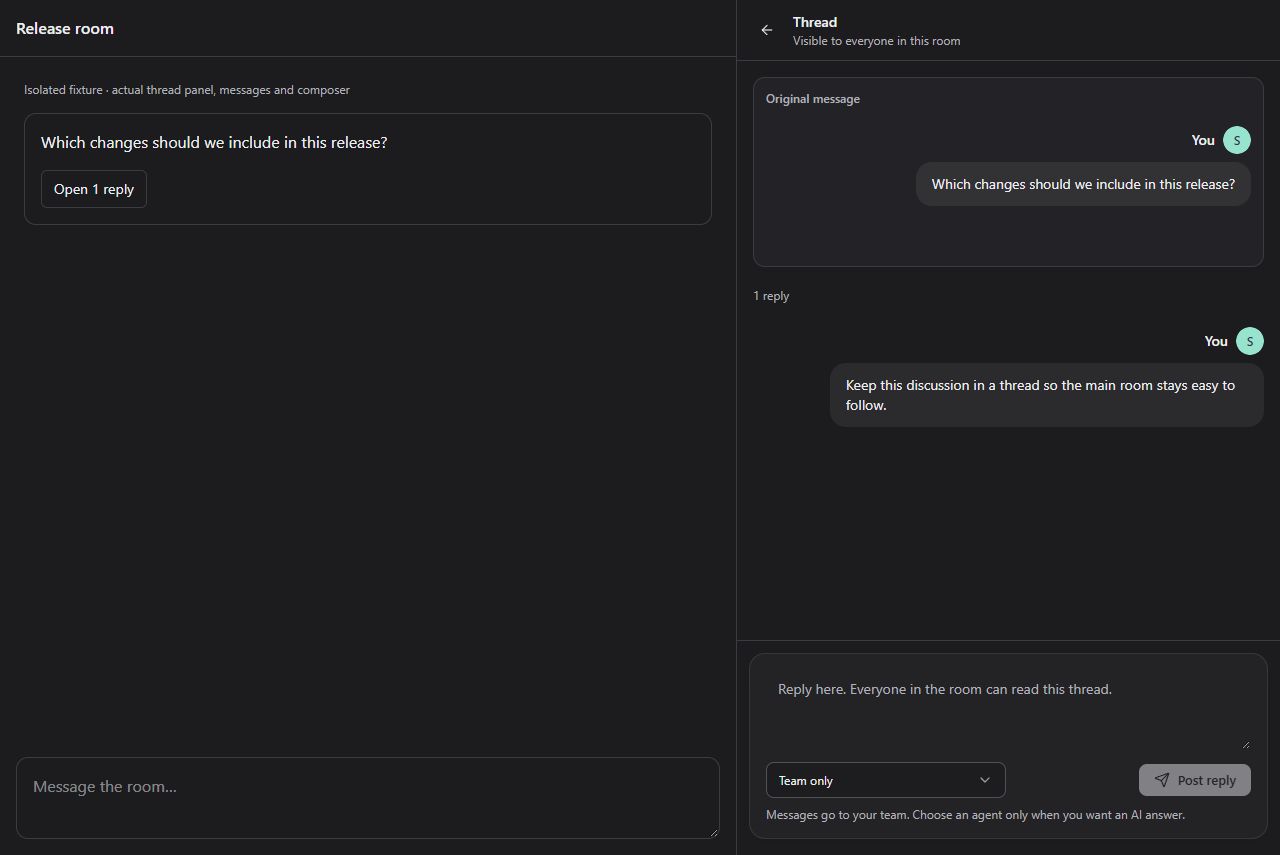 Release room
Isolated fixture · actual thread panel, messages and composer
Which changes should we include in this release?
Open 1 reply
Message the room...
Thread
Visible to everyone in this room
Original message
You S
Which changes should we include in this release?
1 reply
You S
Keep this discussion in a thread so the main room stays easy to
follow.
Reply here. Everyone in the room can read this thread.
Team only
Post reply
Messages go to your team. Choose an agent only when you want an AI answer.